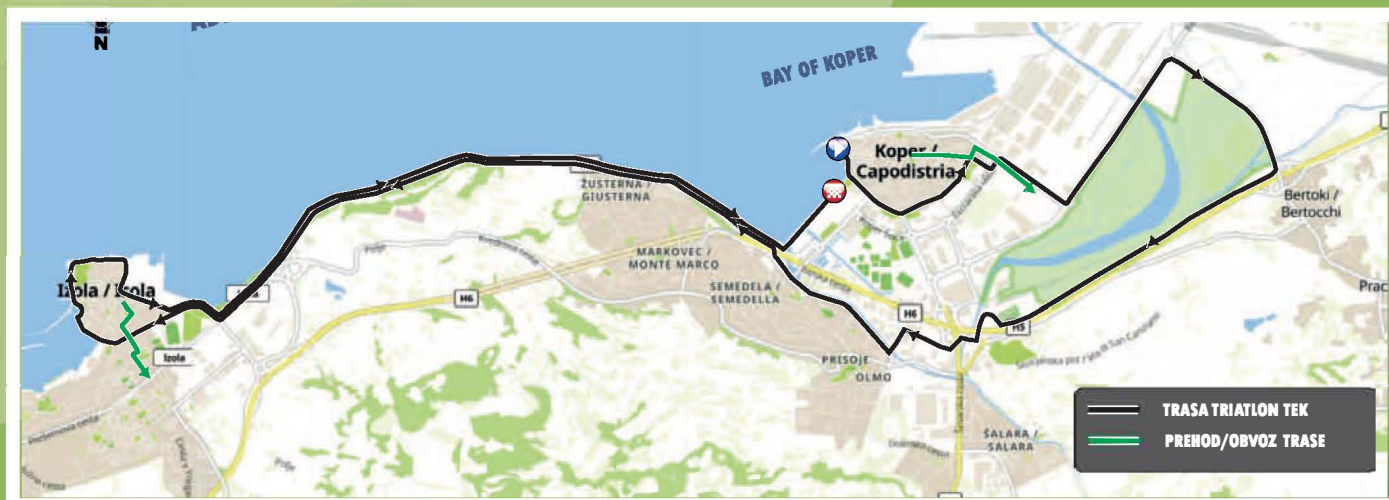 N
BAY OF KOPER
Koper /
Capodistria
ŽUSTERNA /
GIUSTERNA
Bertoki /
Bertocchi
MARKOVEC /
MONTE MARCO
Izola / Isola
SEMEDELA /
SEMEDELLA
H6
H6
H5
Izola
PRISOJE
OLMO
ŠALARA /
SALARA
Polje
TRASA TRIATLON TEK
PREHOD/OBVOZ TRASE